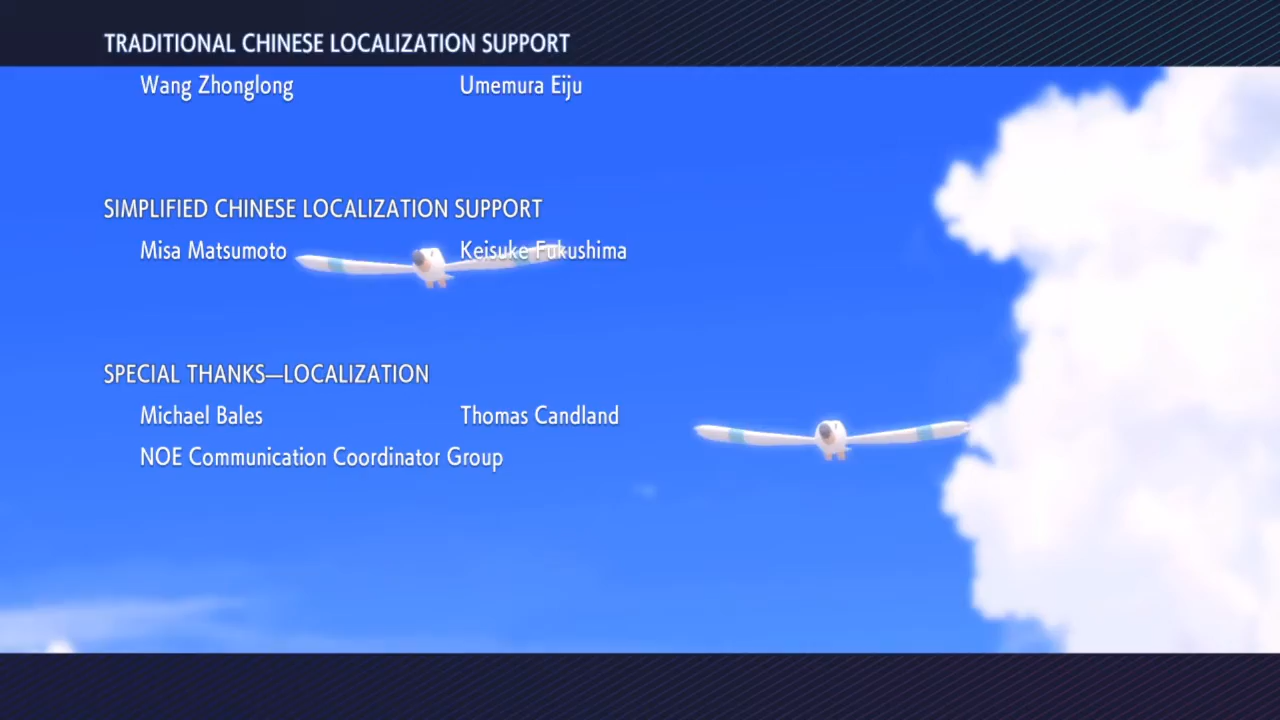 TRADITIONAL CHINESE LOCALIZATION SUPPORT
Wang Zhonglong Umemura Eiju
SIMPLIFIED CHINESE LOCALIZATION SUPPORT
Misa Matsumoto Keisuke Fukushima
SPECIAL THANKS—LOCALIZATION
Michael Bales Thomas Candland
NOE Communication Coordinator Group